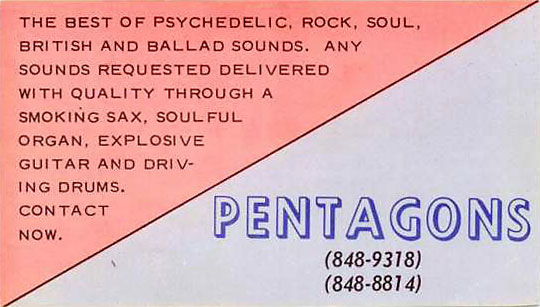 THE BEST OF PSYCHEDELIC, ROCK, SOUL,
BRITISH AND BALLAD SOUNDS. ANY
SOUNDS REQUESTED DELIVERED
WITH QUALITY THROUGH A
SMOKING SAX, SOULFUL
ORGAN, EXPLOSIVE
GUITAR AND DRIV-
ING DRUMS.
CONTACT
NOW.
PENTAGONS
(848-9318)
(848-8814)